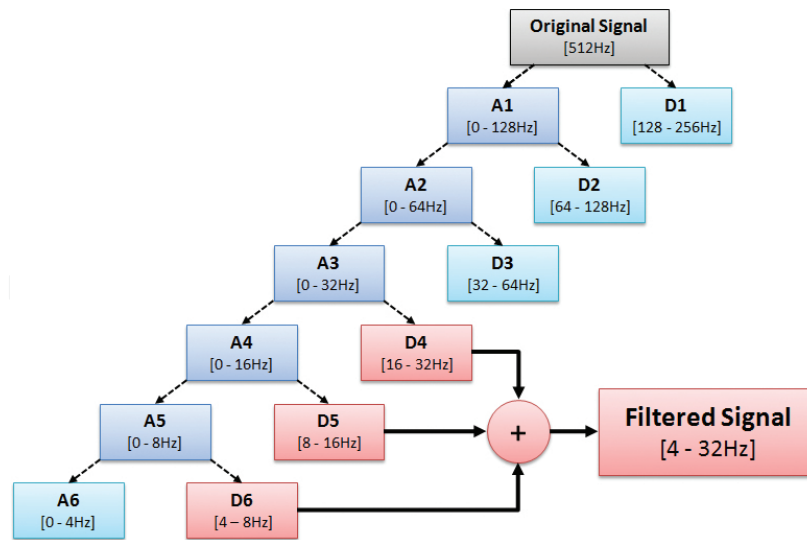 Original Signal
[512Hz]
A1
[0 - 128Hz]
D1
[128 - 256Hz]
A2
[0 - 64Hz]
D2
[64 - 128Hz]
A3
[0 - 32Hz]
D3
[32 - 64Hz]
A4
[0 - 16Hz]
D4
[16 - 32Hz]
A5
[0 - 8Hz]
D5
[8 - 16Hz]
+
Filtered Signal
[4 - 32Hz]
A6
[0 - 4Hz]
D6
[4 – 8Hz]